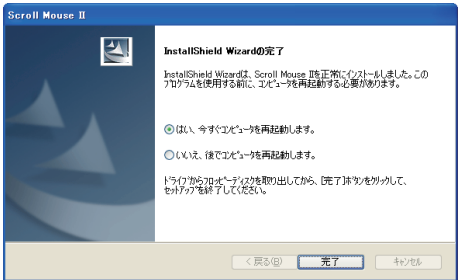 Scroll Mouse II
InstallShield Wizardの完了
InstallShield Wizardは、Scroll Mouse IIを正常にインストールしました。この
プログラムを使用する前に、コンピュータを再起動する必要があります。
はい、今すぐコンピュータを再起動します。
いいえ、後でコンピュータを再起動します。
ドライブからフロッピーディスクを取り出してから、[完了]ボタンをクリックして、
セットアップを終了してください。
< 戻る(B)
完了
キャンセル